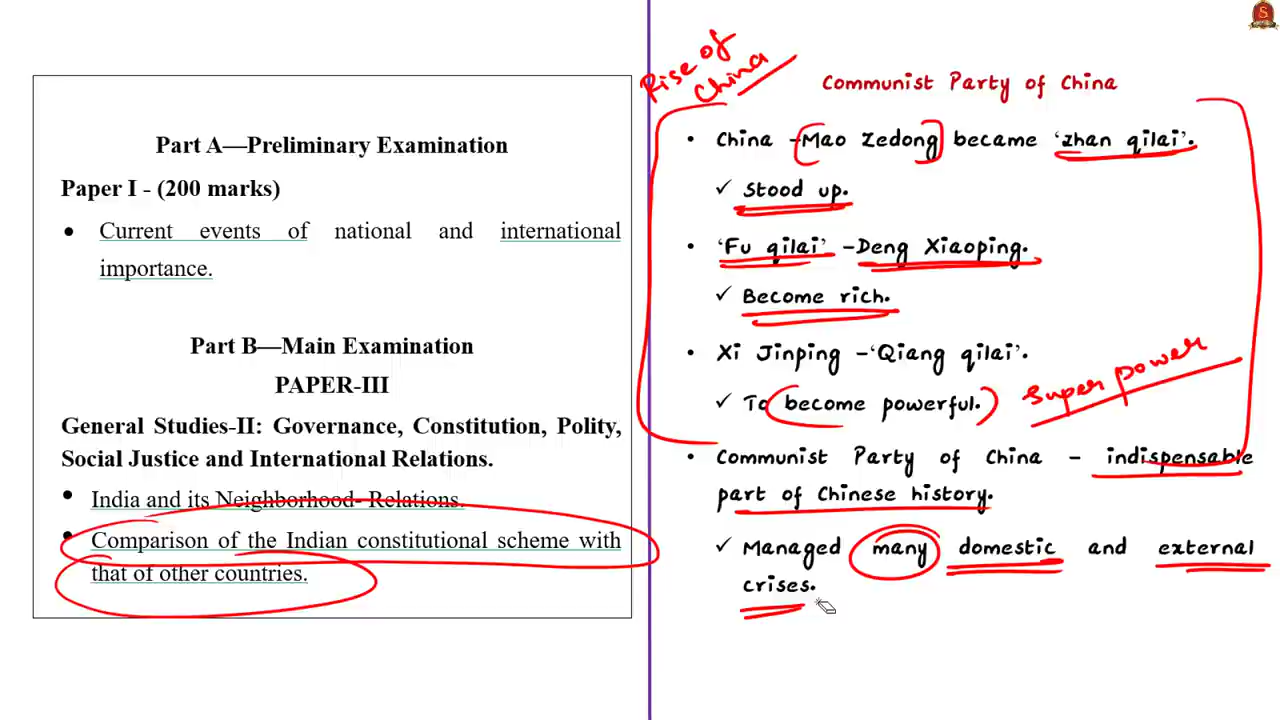 Part A—Preliminary Examination
Paper I - (200 marks)
● Current events of national and international
importance.
Part B—Main Examination
PAPER-III
General Studies-II: Governance, Constitution, Polity,
Social Justice and International Relations.
● India and its Neighborhood- Relations.
● Comparison of the Indian constitutional scheme with
that of other countries.
Rise of
China
Communist Party of China
• China -Mao Zedong became ‘zhan qilai’.
✓ Stood up.
• ‘Fu qilai’ -Deng Xiaoping.
✓ Become rich.
• Xi Jinping -‘Qiang qilai’.
✓ To become powerful.
Super power
• Communist Party of China - indispensable
part of Chinese history.
✓ Managed many domestic and external
crises.